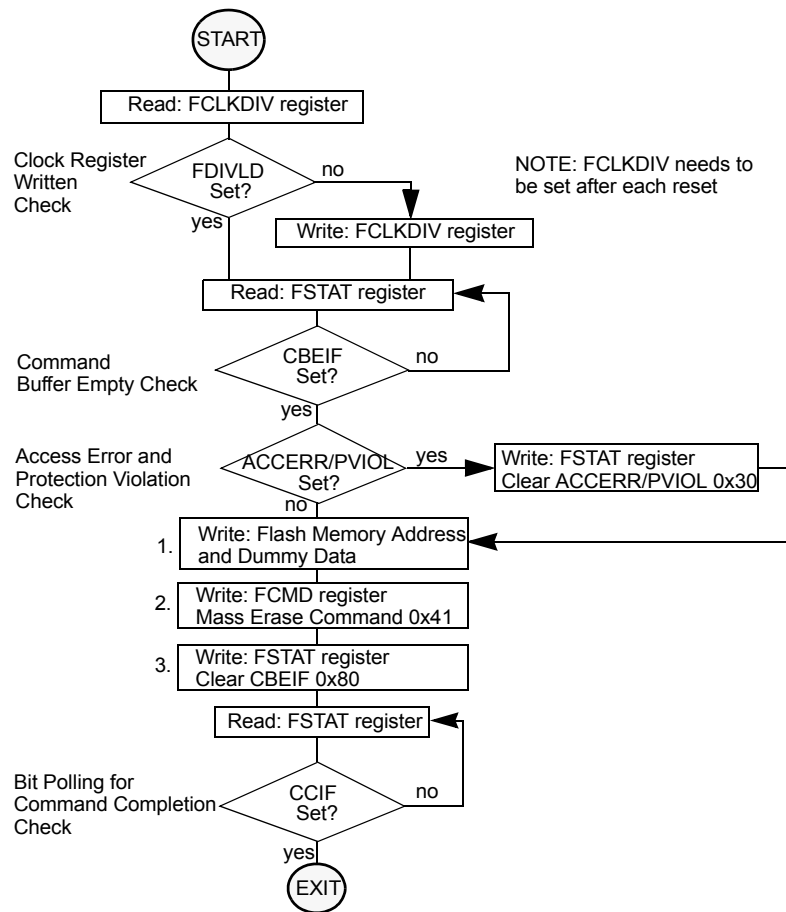 START
Read: FCLKDIV register
Clock Register
Written
Check
FDIVLD
Set?
no
yes
NOTE: FCLKDIV needs to
be set after each reset
Write: FCLKDIV register
Read: FSTAT register
Command
Buffer Empty Check
CBEIF
Set?
no
yes
Access Error and
Protection Violation
Check
ACCERR/PVIOL
Set?
yes
no
Write: FSTAT register
Clear ACCERR/PVIOL 0x30
1.
Write: Flash Memory Address
and Dummy Data
2.
Write: FCMD register
Mass Erase Command 0x41
3.
Write: FSTAT register
Clear CBEIF 0x80
Read: FSTAT register
Bit Polling for
Command Completion
Check
CCIF
Set?
no
yes
EXIT